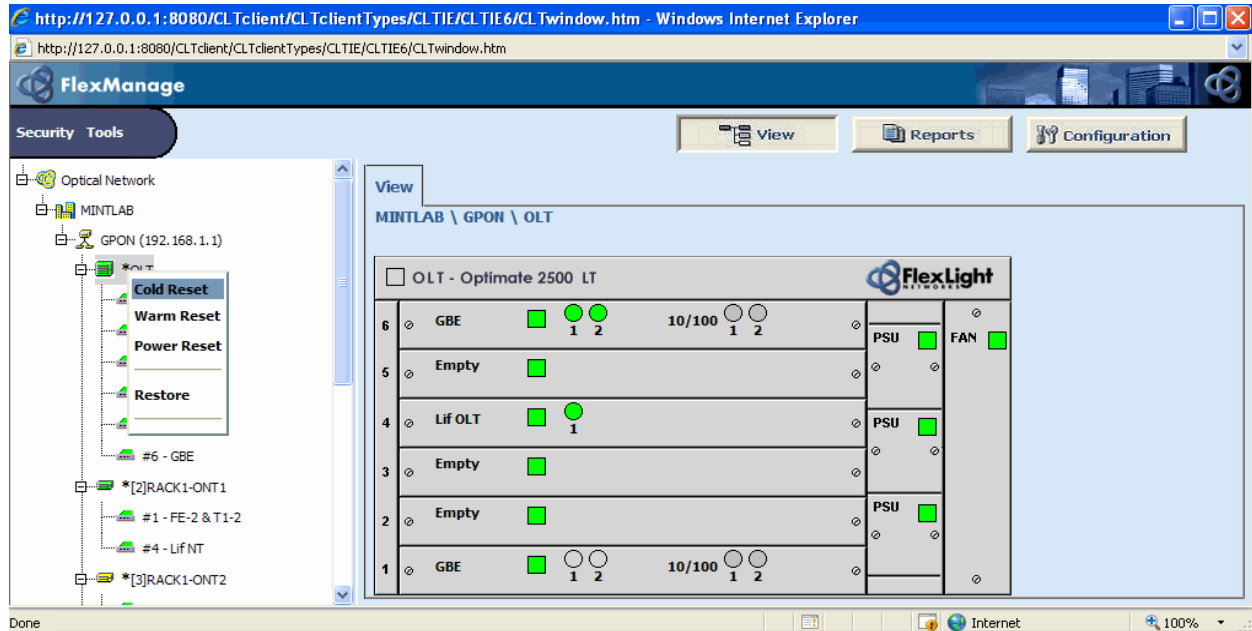 http://127.0.0.1:8080/CLTclient/CLTclientTypes/CLTIE/CLTIE6/CLTwindow.htm - Windows Internet Explorer
http://127.0.0.1:8080/CLTclient/CLTclientTypes/CLTIE/CLTIE6/CLTwindow.htm
FlexManage
Security Tools
View
Reports
Configuration
Optical Network
MINTLAB
GPON (192.168.1.1)
*OLT
Cold Reset
Warm Reset
Power Reset
Restore
#6 - GBE
*[2]RACK1-ONT1
#1 - FE-2 & T1-2
#4 - Lif NT
*[3]RACK1-ONT2
View
MINTLAB \ GPON \ OLT
OLT - Optimate 2500 LT
FlexLight
NETWORKS
6 GBE 1 2 10/100 1 2
5 Empty
4 Lif OLT 1
3 Empty
2 Empty
1 GBE 1 2 10/100 1 2
PSU
PSU
PSU
FAN
Done
Internet
100%